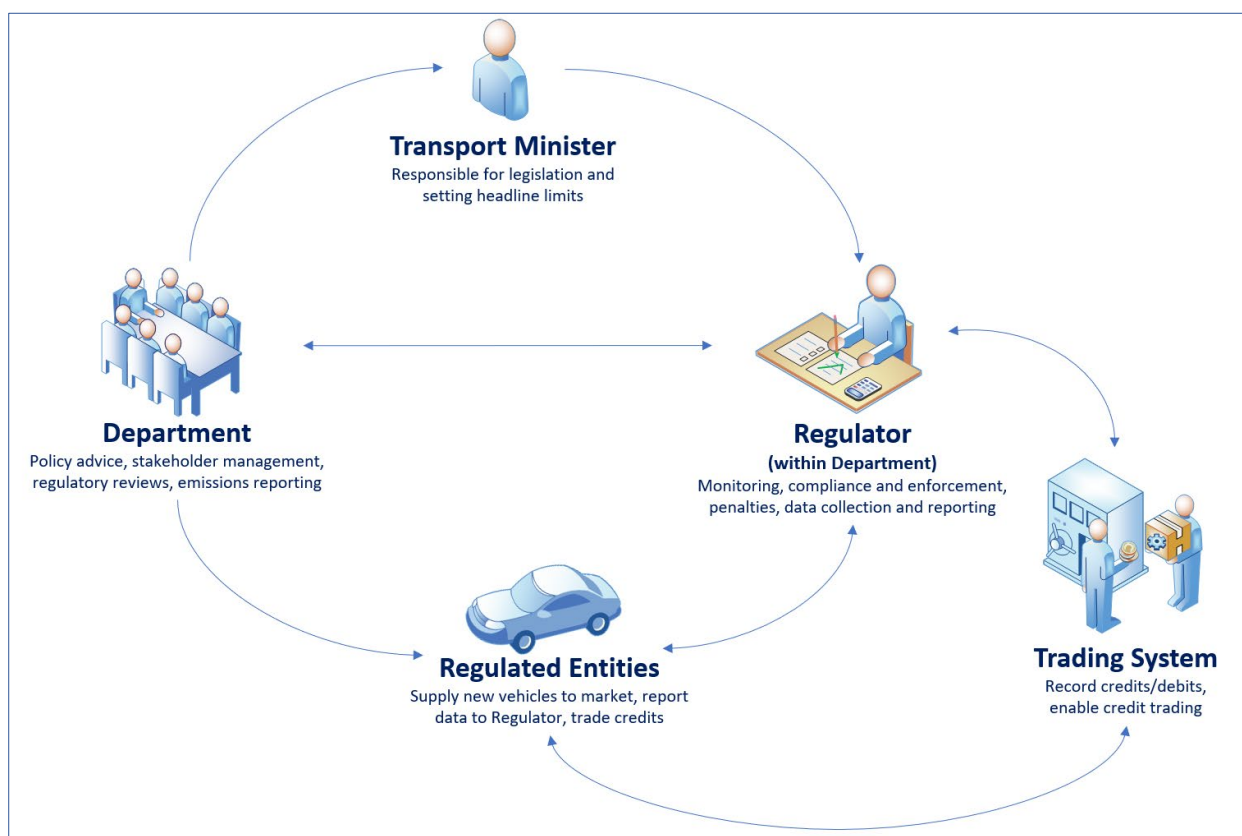 Transport Minister
Responsible for legislation and
setting headline limits
Department
Policy advice, stakeholder management,
regulatory reviews, emissions reporting
Regulator
(within Department)
Monitoring, compliance and enforcement,
penalties, data collection and reporting
Regulated Entities
Supply new vehicles to market, report
data to Regulator, trade credits
Trading System
Record credits/debits,
enable credit trading